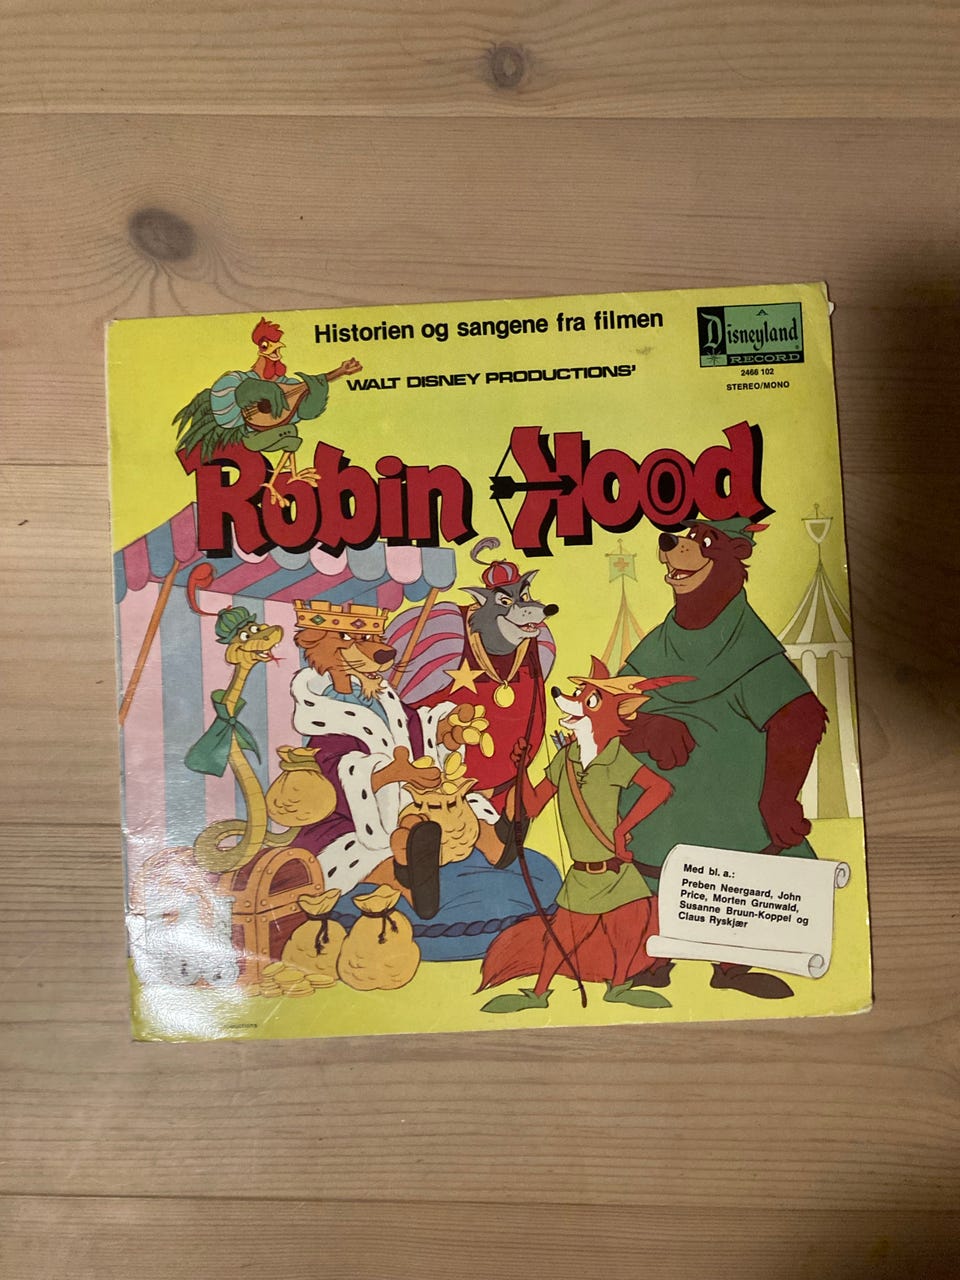 Historien og sangene fra filmen
A
Disneyland
RECORD
2466 102
STEREO/MONO
WALT DISNEY PRODUCTIONS'
Robin Hood
Med bl. a.:
Preben Neergaard, John
Price, Morten Grunwald,
Susanne Bruun-Koppel og
Claus Ryskjær